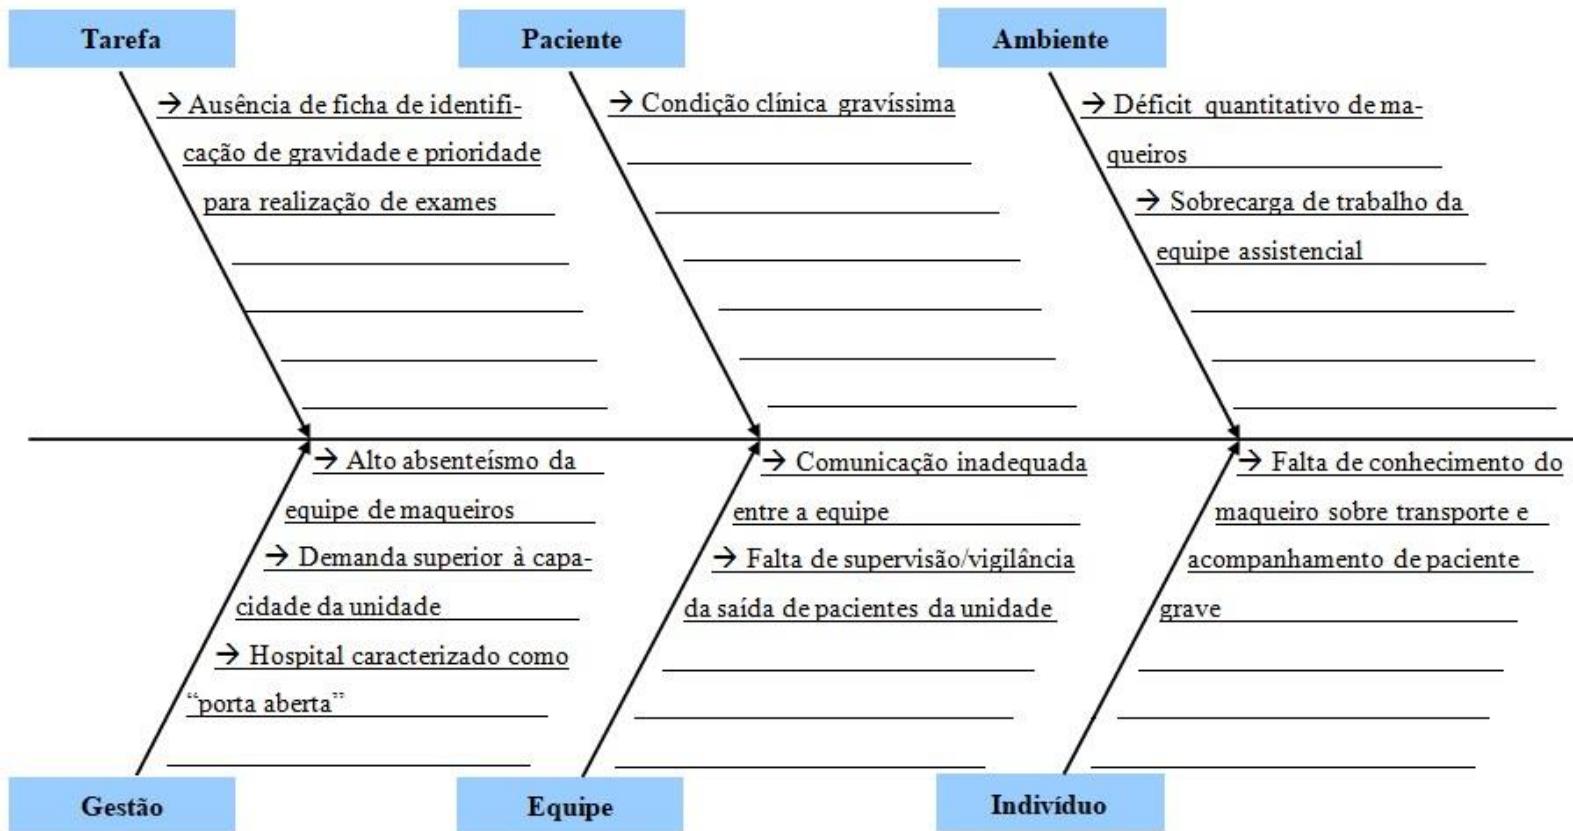 Tarefa
Paciente
Ambiente
→ Ausência de ficha de identifi-
cação de gravidade e prioridade
para realização de exames
→ Condição clínica gravíssima
→ Déficit quantitativo de ma-
queiros
→ Sobrecarga de trabalho da
equipe assistencial
→ Alto absenteísmo da
equipe de maqueiros
→ Demanda superior à capa-
cidade da unidade
→ Hospital caracterizado como
“porta aberta”
→ Comunicação inadequada
entre a equipe
→ Falta de supervisão/vigilância
da saída de pacientes da unidade
→ Falta de conhecimento do
maqueiro sobre transporte e
acompanhamento de paciente
grave
Gestão
Equipe
Indivíduo